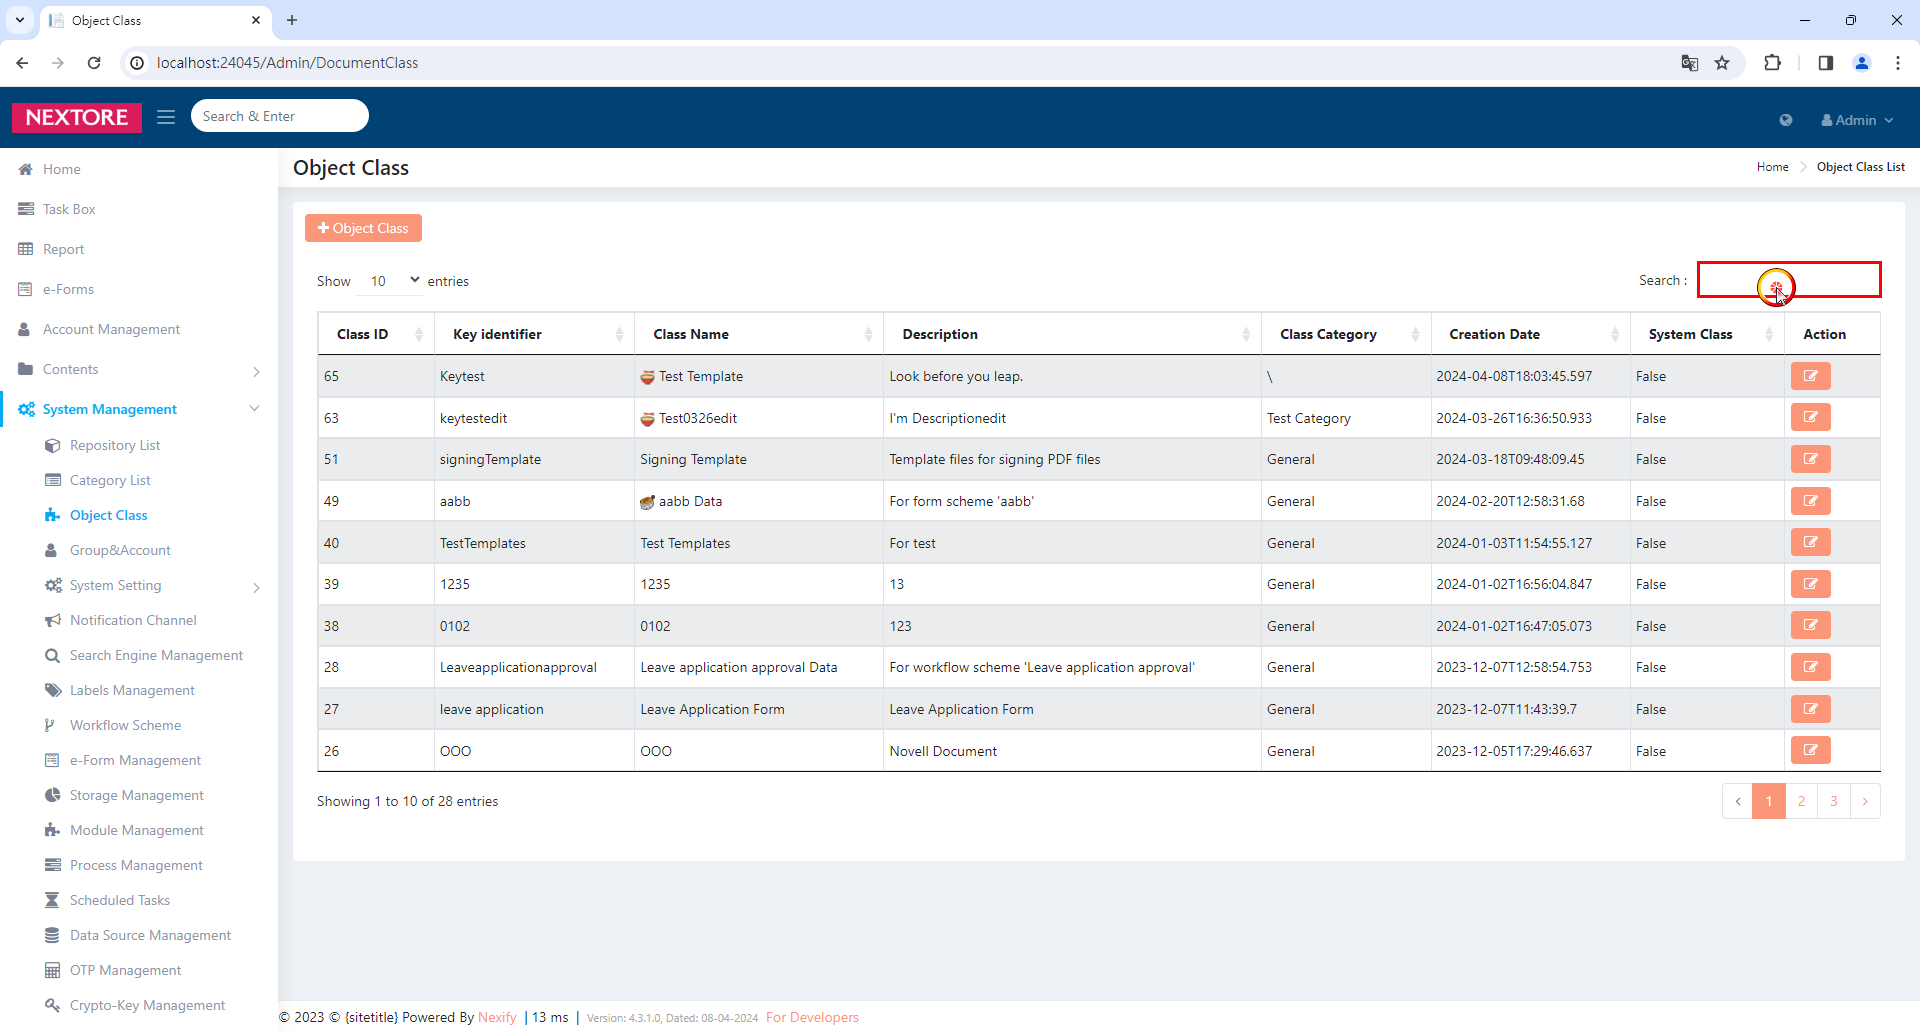 Object Class
localhost:24045/Admin/DocumentClass
NEXTORE
Search & Enter
Admin
Home
Task Box
Report
e-Forms
Account Management
Contents
System Management
Repository List
Category List
Object Class
Group&Account
System Setting
Notification Channel
Search Engine Management
Labels Management
Workflow Scheme
e-Form Management
Storage Management
Module Management
Process Management
Scheduled Tasks
Data Source Management
OTP Management
Crypto-Key Management
Object Class
Home Object Class List
Object Class
Show 10 entries
Search :
Class ID Key identifier Class Name Description Class Category Creation Date System Class Action
65 Keytest Test Template Look before you leap. \ 2024-04-08T18:03:45.597 False
63 keytestedit Test0326edit I'm Descriptionedit Test Category 2024-03-26T16:36:50.933 False
51 signingTemplate Signing Template Template files for signing PDF files General 2024-03-18T09:48:09.45 False
49 aabb aabb Data For form scheme 'aabb' General 2024-02-20T12:58:31.68 False
40 TestTemplates Test Templates For test General 2024-01-03T11:54:55.127 False
39 1235 1235 13 General 2024-01-02T16:56:04.847 False
38 0102 0102 123 General 2024-01-02T16:47:05.073 False
28 Leaveapplicationapproval Leave application approval Data For workflow scheme 'Leave application approval' General 2023-12-07T12:58:54.753 False
27 leave application Leave Application Form Leave Application Form General 2023-12-07T11:43:39.7 False
26 OOO OOO Novell Document General 2023-12-05T17:29:46.637 False
Showing 1 to 10 of 28 entries
1 2 3
© 2023 © {sitetitle} Powered By Nexify | 13 ms | Version: 4.3.1.0, Dated: 08-04-2024 For Developers